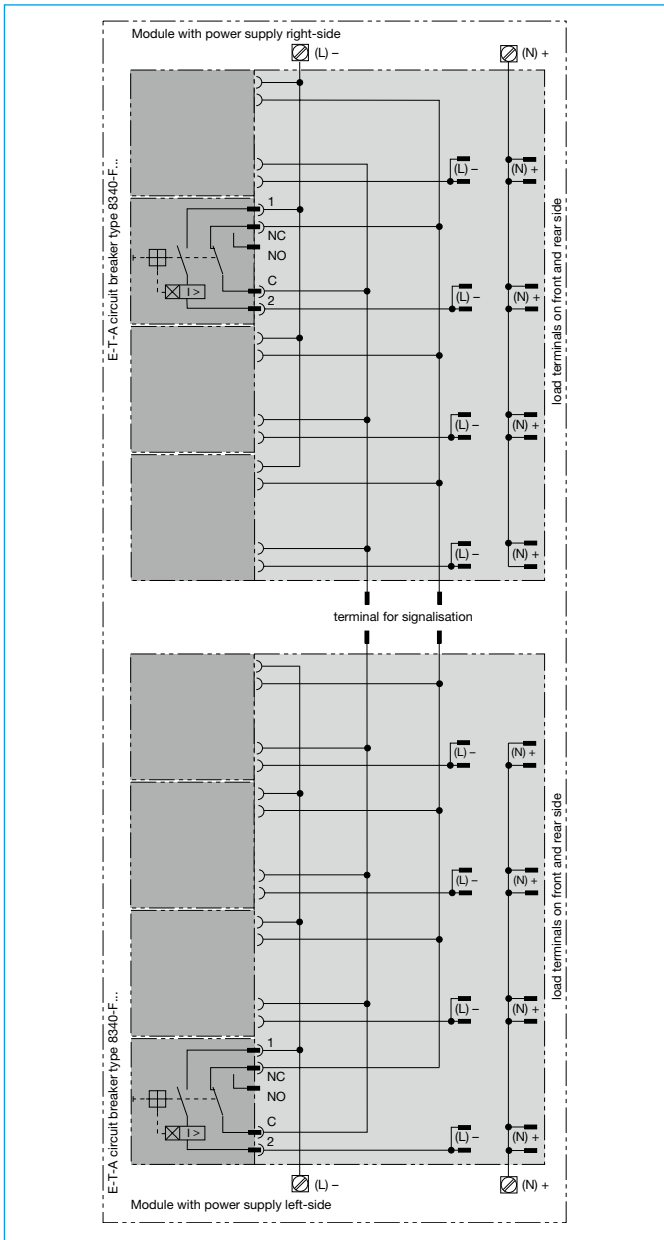 Module with power supply right-side
(L) –
(N) +
E-T-A circuit breaker type 8340-F...
load terminals on front and rear side
(L) –
(N) +
1
NC
NO
C
2
I >
(L) –
(N) +
(L) –
(N) +
(L) –
(N) +
terminal for signalisation
(L) –
(N) +
load terminals on front and rear side
(L) –
(N) +
(L) –
(N) +
E-T-A circuit breaker type 8340-F...
1
NC
NO
C
2
I >
(L) –
(N) +
(L) –
(N) +
Module with power supply left-side